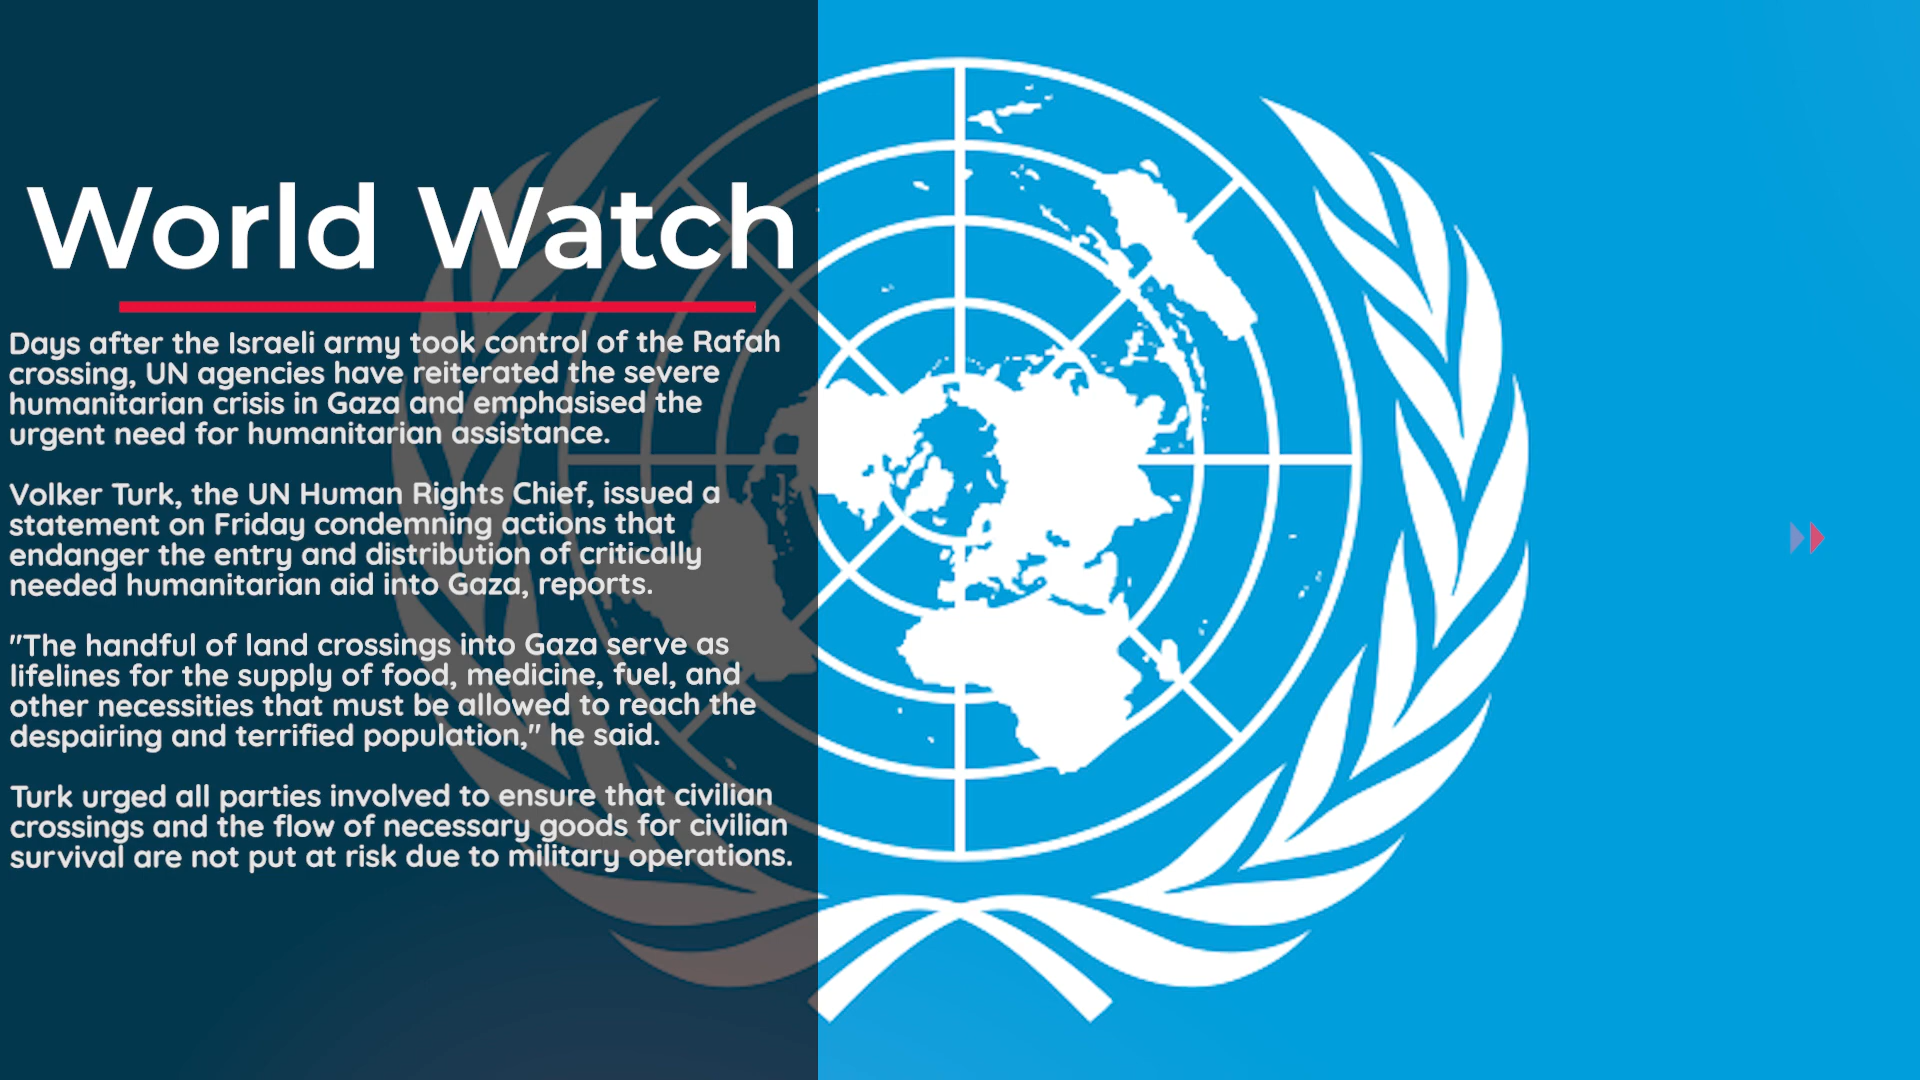 World Watch
Days after the Israeli army took control of the Rafah
crossing, UN agencies have reiterated the severe
humanitarian crisis in Gaza and emphasised the
urgent need for humanitarian assistance.
Volker Turk, the UN Human Rights Chief, issued a
statement on Friday condemning actions that
endanger the entry and distribution of critically
needed humanitarian aid into Gaza, reports.
"The handful of land crossings into Gaza serve as
lifelines for the supply of food, medicine, fuel, and
other necessities that must be allowed to reach the
despairing and terrified population," he said.
Turk urged all parties involved to ensure that civilian
crossings and the flow of necessary goods for civilian
survival are not put at risk due to military operations.